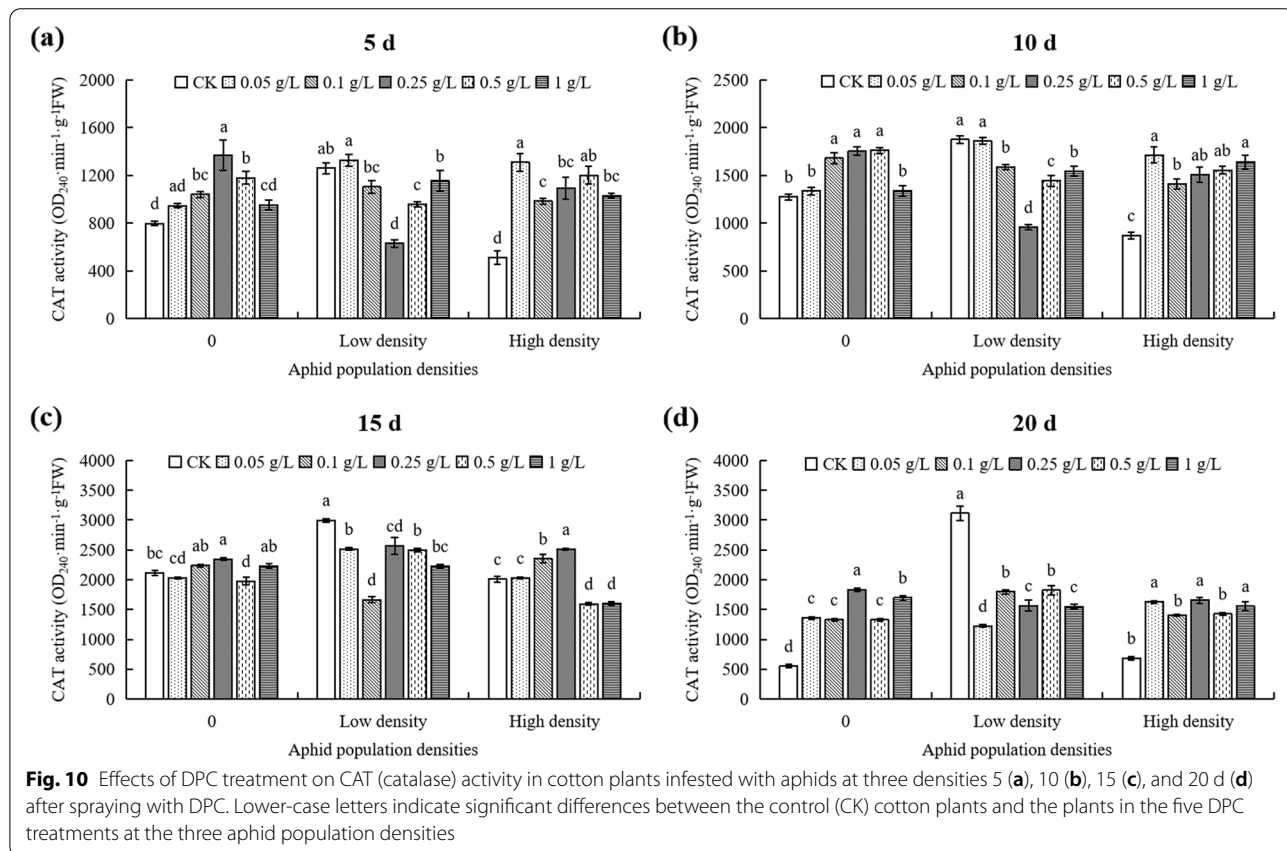 (a)
5 d
CAT activity (OD240·min-1·g-1FW)
2000
1600
1200
800
400
0
CK 0.05 g/L 0.1 g/L 0.25 g/L 0.5 g/L 1 g/L
d ad bc a b cd
ab a bc d c b
d a c bc ab bc
0 Low density High density
Aphid population densities
(b)
10 d
CAT activity (OD240·min-1·g-1FW)
2500
2000
1500
1000
500
0
CK 0.05 g/L 0.1 g/L 0.25 g/L 0.5 g/L 1 g/L
b b a a a b
a a b d c b
c a b ab ab a
0 Low density High density
Aphid population densities
(c)
15 d
CAT activity (OD240·min-1·g-1FW)
4000
3500
3000
2500
2000
1500
1000
500
0
CK 0.05 g/L 0.1 g/L 0.25 g/L 0.5 g/L 1 g/L
bc cd ab a d ab
a b d cd b bc
c c b a d d
0 Low density High density
Aphid population densities
(d)
20 d
CAT activity (OD240·min-1·g-1FW)
4000
3500
3000
2500
2000
1500
1000
500
0
CK 0.05 g/L 0.1 g/L 0.25 g/L 0.5 g/L 1 g/L
d c c a c b
a d b c b c
b a b a b a
0 Low density High density
Aphid population densities
Fig. 10 Effects of DPC treatment on CAT (catalase) activity in cotton plants infested with aphids at three densities 5 (a), 10 (b), 15 (c), and 20 d (d)
after spraying with DPC. Lower-case letters indicate significant differences between the control (CK) cotton plants and the plants in the five DPC
treatments at the three aphid population densities